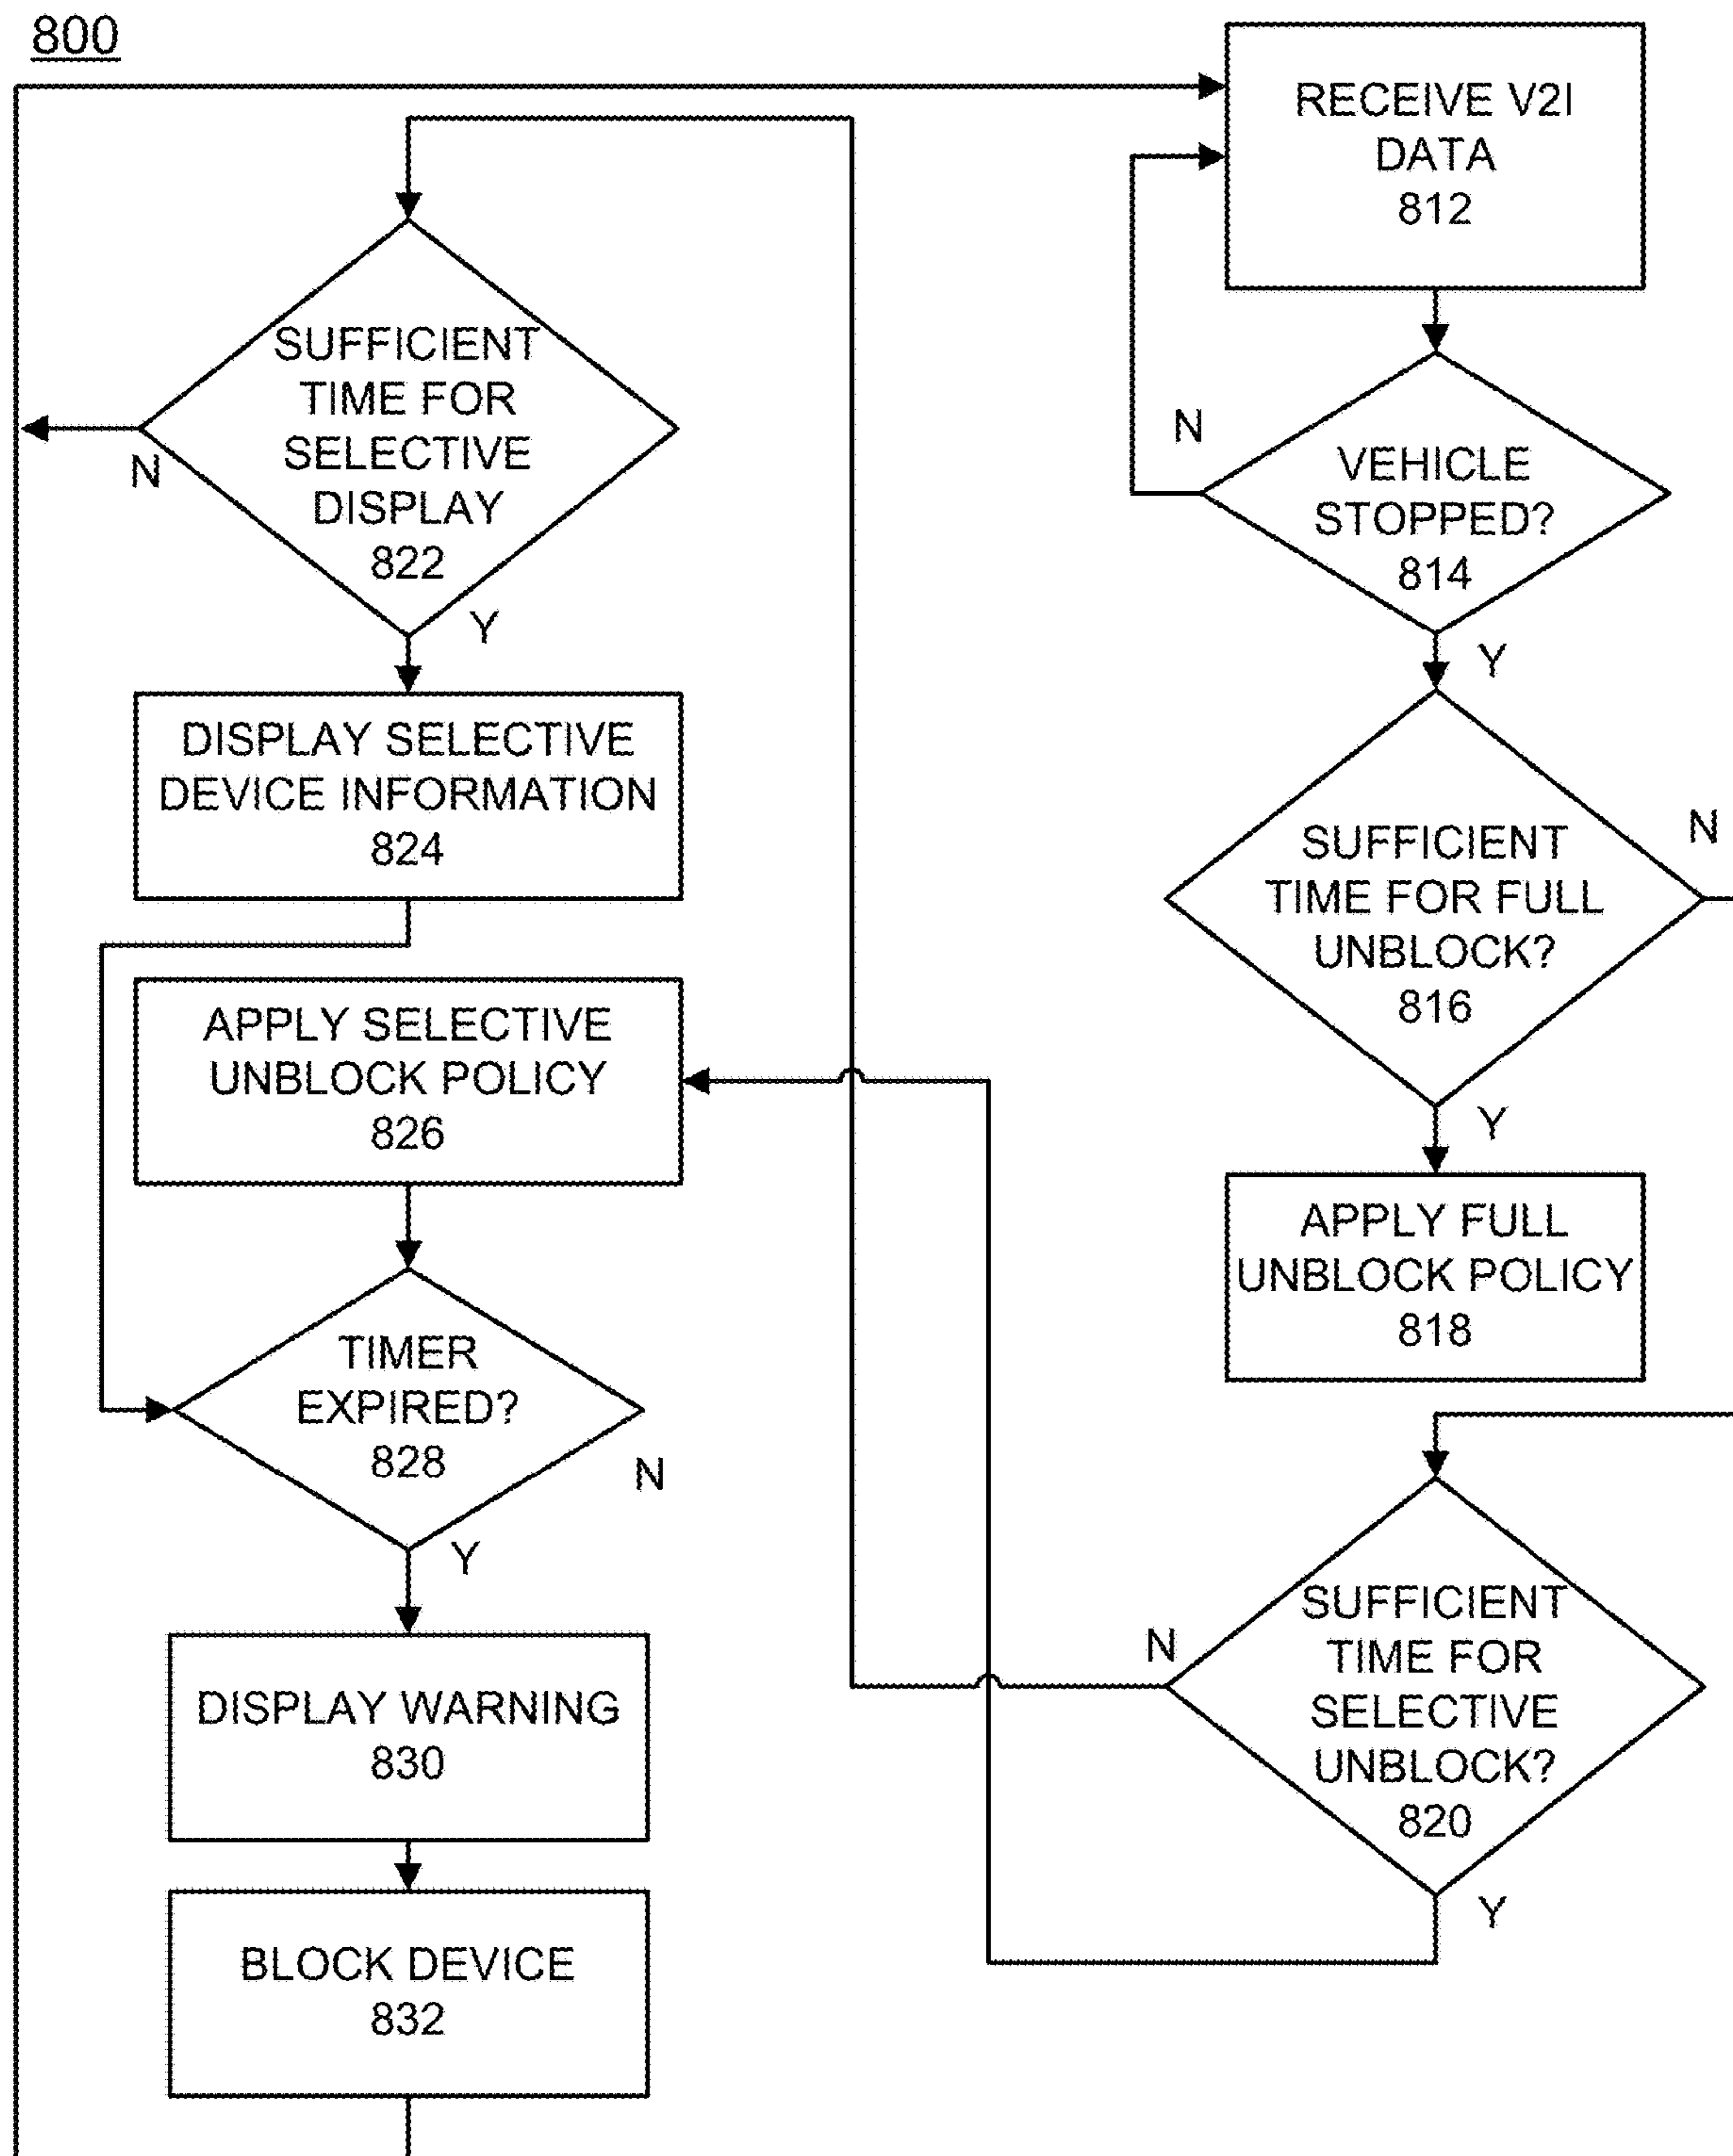 800
RECEIVE V2I
DATA
812
N
VEHICLE
STOPPED?
814
Y
SUFFICIENT
TIME FOR FULL
UNBLOCK?
816
N
Y
APPLY FULL
UNBLOCK POLICY
818
SUFFICIENT
TIME FOR
SELECTIVE
UNBLOCK?
820
N
Y
SUFFICIENT
TIME FOR
SELECTIVE
DISPLAY
822
N
Y
DISPLAY SELECTIVE
DEVICE INFORMATION
824
APPLY SELECTIVE
UNBLOCK POLICY
826
TIMER
EXPIRED?
828
N
Y
DISPLAY WARNING
830
BLOCK DEVICE
832